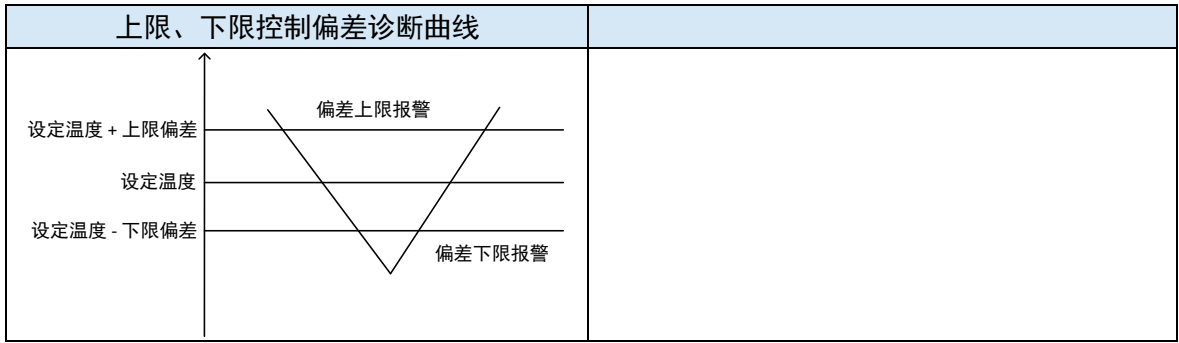 上限、下限控制偏差诊断曲线
偏差上限报警
设定温度 + 上限偏差
设定温度
设定温度 - 下限偏差
偏差下限报警